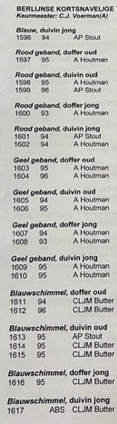 BERLIJNSE KORTSNAVELIGE
Keurmeester: C.J. Voerman(A)
Blauw, duivin jong
1596 94 AP Stout
Rood geband, doffer oud
1597 95 A Houtman
Rood geband, duivin oud
1598 95 A Houtman
1599 96 A Houtman
Rood geband, doffer jong
1600 93 A Houtman
Rood geband, duivin jong
1601 94 AP Stout
1602 94 A Houtman
Geel geband, doffer oud
1603 95 A Houtman
1604 96 A Houtman
Geel geband, duivin oud
1605 94 A Houtman
1606 95 A Houtman
Geel geband, doffer jong
1607 94 A Houtman
1608 93 A Houtman
Geel geband, duivin jong
1609 95 A Houtman
1610 95 A Houtman
Blauwschimmel, doffer oud
1611 94 CLJM Butter
1612 96 CLJM Butter
Blauwschimmel, duivin oud
1613 95 AP Stout
1614 95 CLJM Butter
1615 95 CLJM Butter
Blauwschimmel, doffer jong
1616 95 CLJM Butter
Blauwschimmel, duivin jong
1617 ABS CLJM Butter